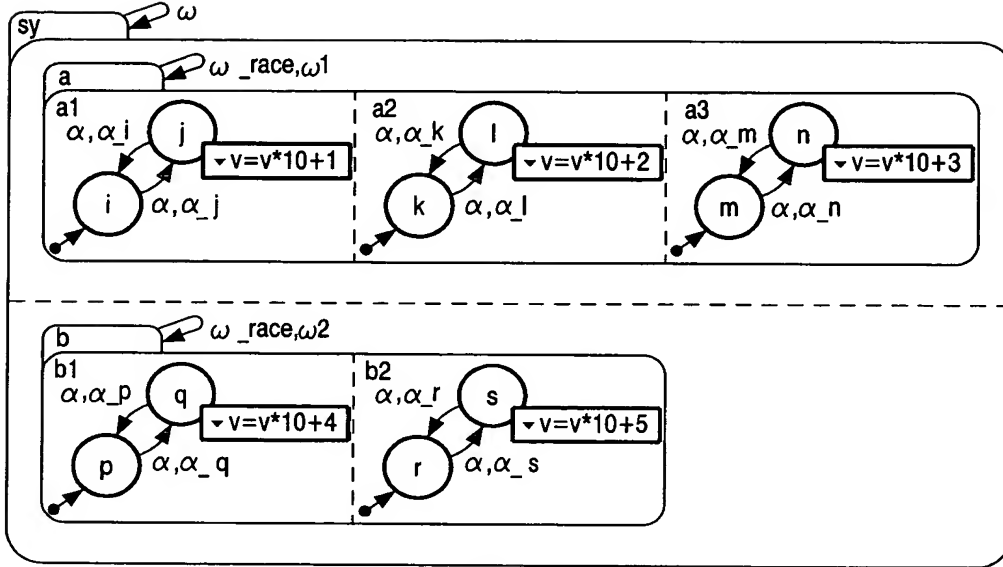 sy
ω
a
ω _race,ω1
a1
α,α_i
j
▾ v=v*10+1
i
α,α_j
a2
α,α_k
l
▾ v=v*10+2
k
α,α_l
a3
α,α_m
n
▾ v=v*10+3
m
α,α_n
b
ω _race,ω2
b1
α,α_p
q
▾ v=v*10+4
p
α,α_ q
b2
α,α_r
s
▾ v=v*10+5
r
α,α_ s